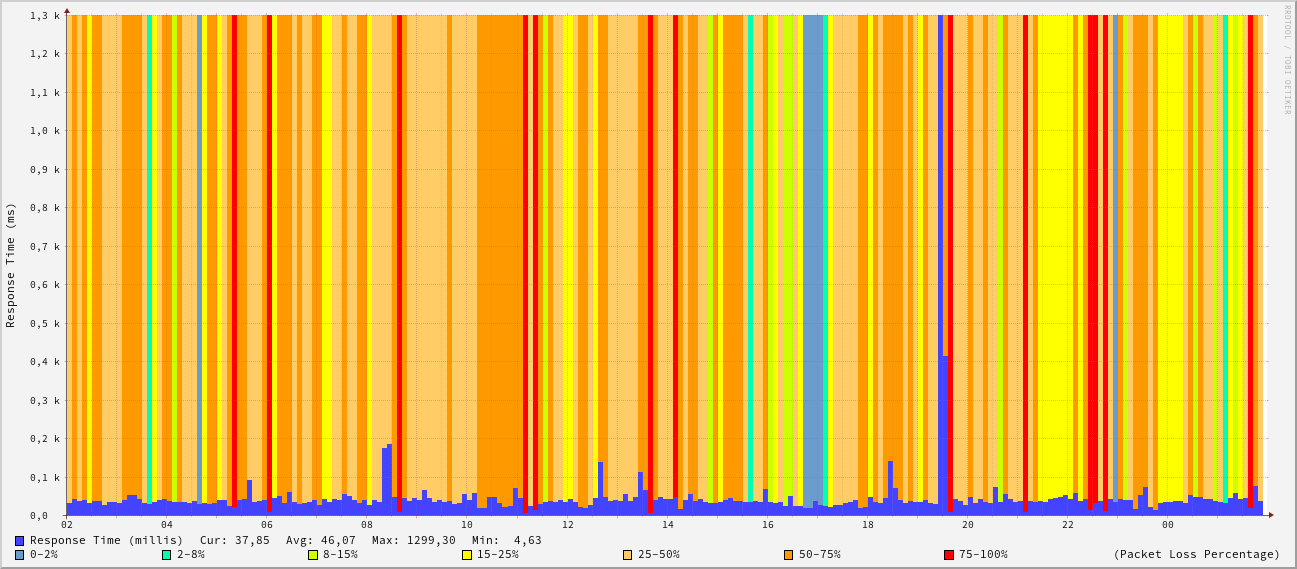 RRDTOOL / TOBI OETIKER
Response Time (ms)
1,3 k
1,2 k
1,1 k
1,0 k
0,9 k
0,8 k
0,7 k
0,6 k
0,5 k
0,4 k
0,3 k
0,2 k
0,1 k
0,0
02 04 06 08 10 12 14 16 18 20 22 00
Response Time (millis) Cur: 37,85 Avg: 46,07 Max: 1299,30 Min: 4,63
0-2% 2-8% 8-15% 15-25% 25-50% 50-75% 75-100% (Packet Loss Percentage)